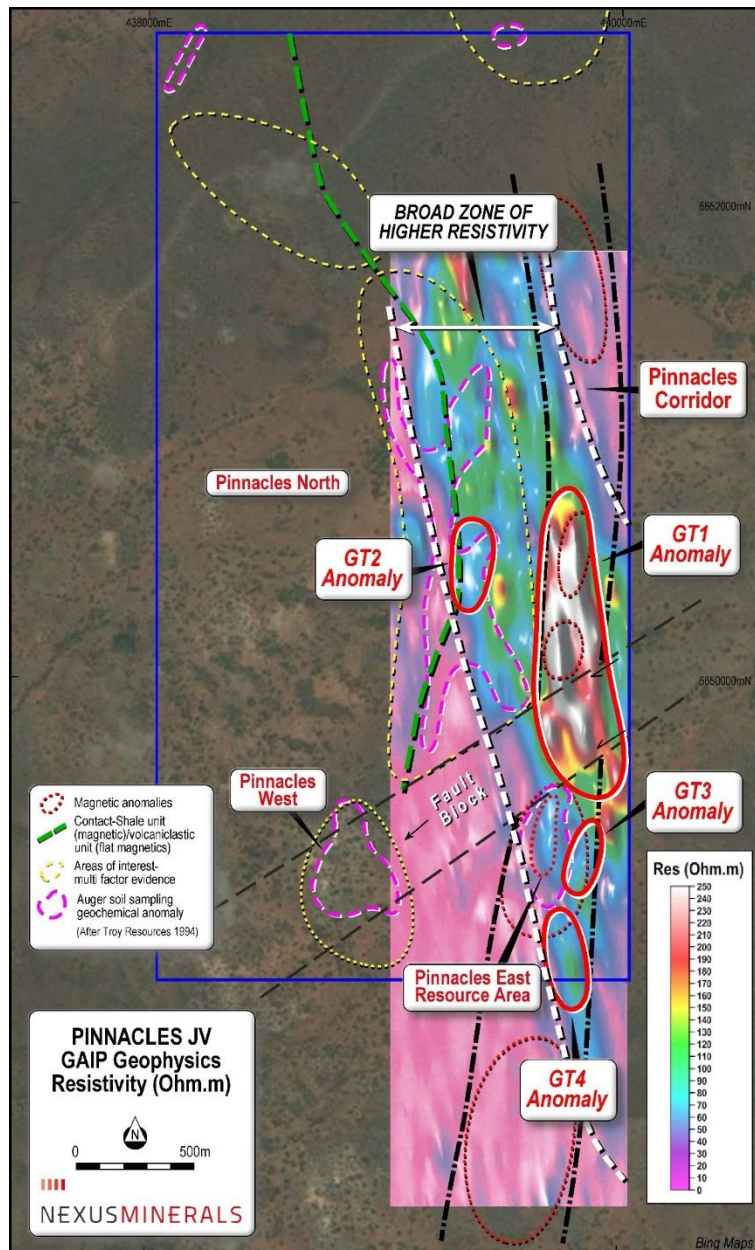 438000mE
440000mE
6652000mN
BROAD ZONE OF
HIGHER RESISTIVITY
Pinnacles
Corridor
Pinnacles North
GT2
Anomaly
GT1
Anomaly
6650000mN
Pinnacles
West
Fault
Block
GT3
Anomaly
Magnetic anomalies
Contact-Shale unit
(magnetic)/volcaniclastic
unit (flat magnetics)
Areas of interest-
multi factor evidence
Auger soil sampling
geochemical anomaly
(After Troy Resources 1994)
Res (Ohm.m)
250
240
230
220
210
200
190
180
170
160
150
140
130
120
110
100
90
80
70
60
50
40
30
20
10
0
Pinnacles East
Resource Area
GT4
Anomaly
PINNACLES JV
GAIP Geophysics
Resistivity (Ohm.m)
N
0 500m
NEXUSMINERALS
Bing Maps